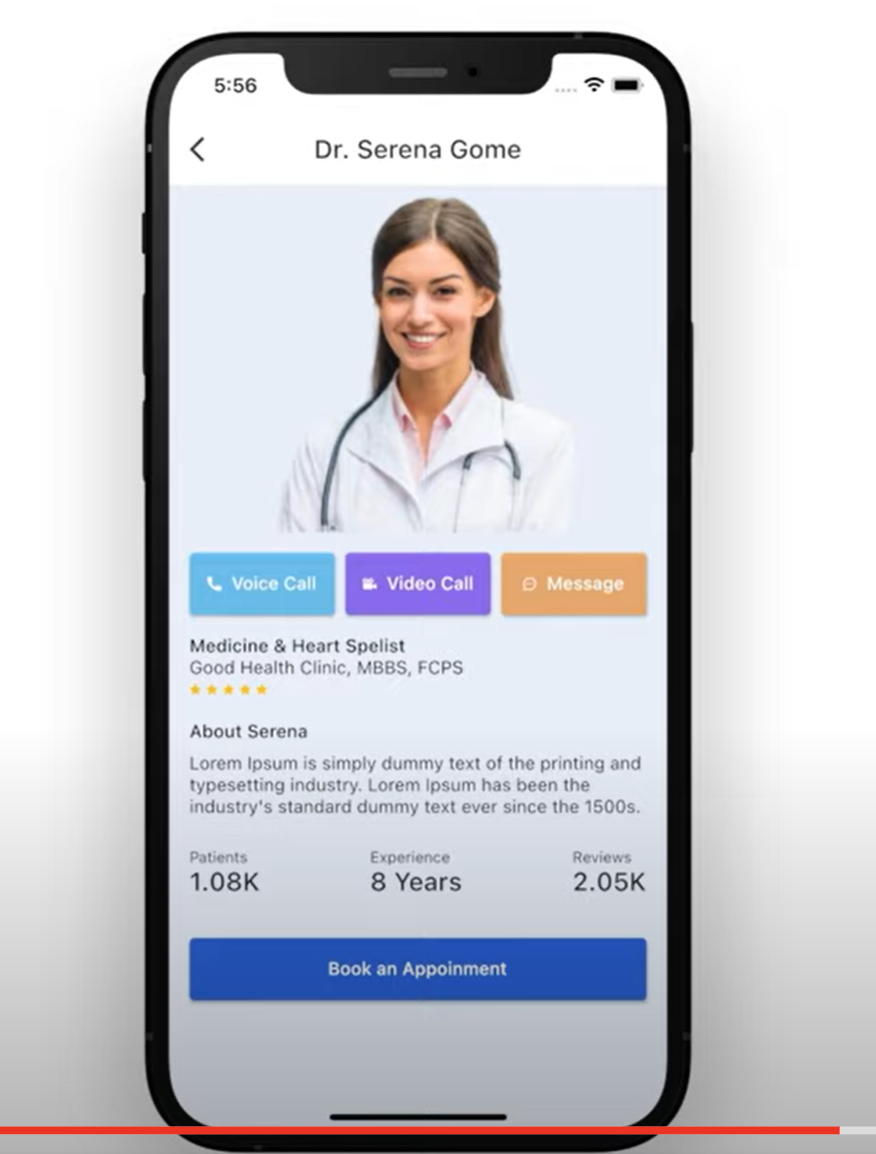 5:56
Dr. Serena Gome
Voice Call
Video Call
Message
Medicine & Heart Spelist
Good Health Clinic, MBBS, FCPS
About Serena
Lorem Ipsum is simply dummy text of the printing and
typesetting industry. Lorem Ipsum has been the
industry's standard dummy text ever since the 1500s.
Patients
Experience
Reviews
1.08K
8 Years
2.05K
Book an Appoinment